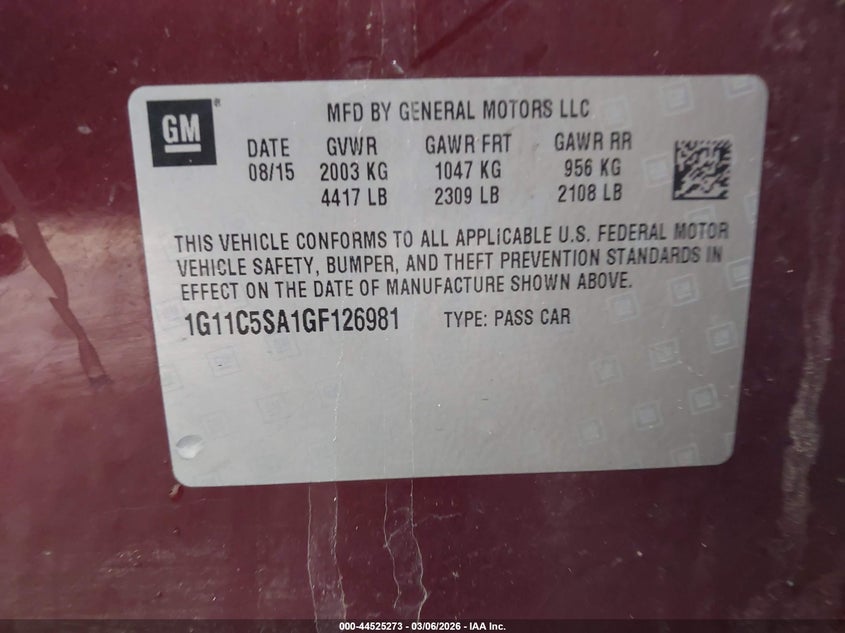 GM
MFD BY GENERAL MOTORS LLC
DATE GVWR GAWR FRT GAWR RR
08/15 2003 KG 1047 KG 956 KG
4417 LB 2309 LB 2108 LB
THIS VEHICLE CONFORMS TO ALL APPLICABLE U.S. FEDERAL MOTOR
VEHICLE SAFETY, BUMPER, AND THEFT PREVENTION STANDARDS IN
EFFECT ON THE DATE OF MANUFACTURE SHOWN ABOVE.
1G11C5SA1GF126981 TYPE: PASS CAR
000-44525273 - 03/06/2026 - IAA Inc.